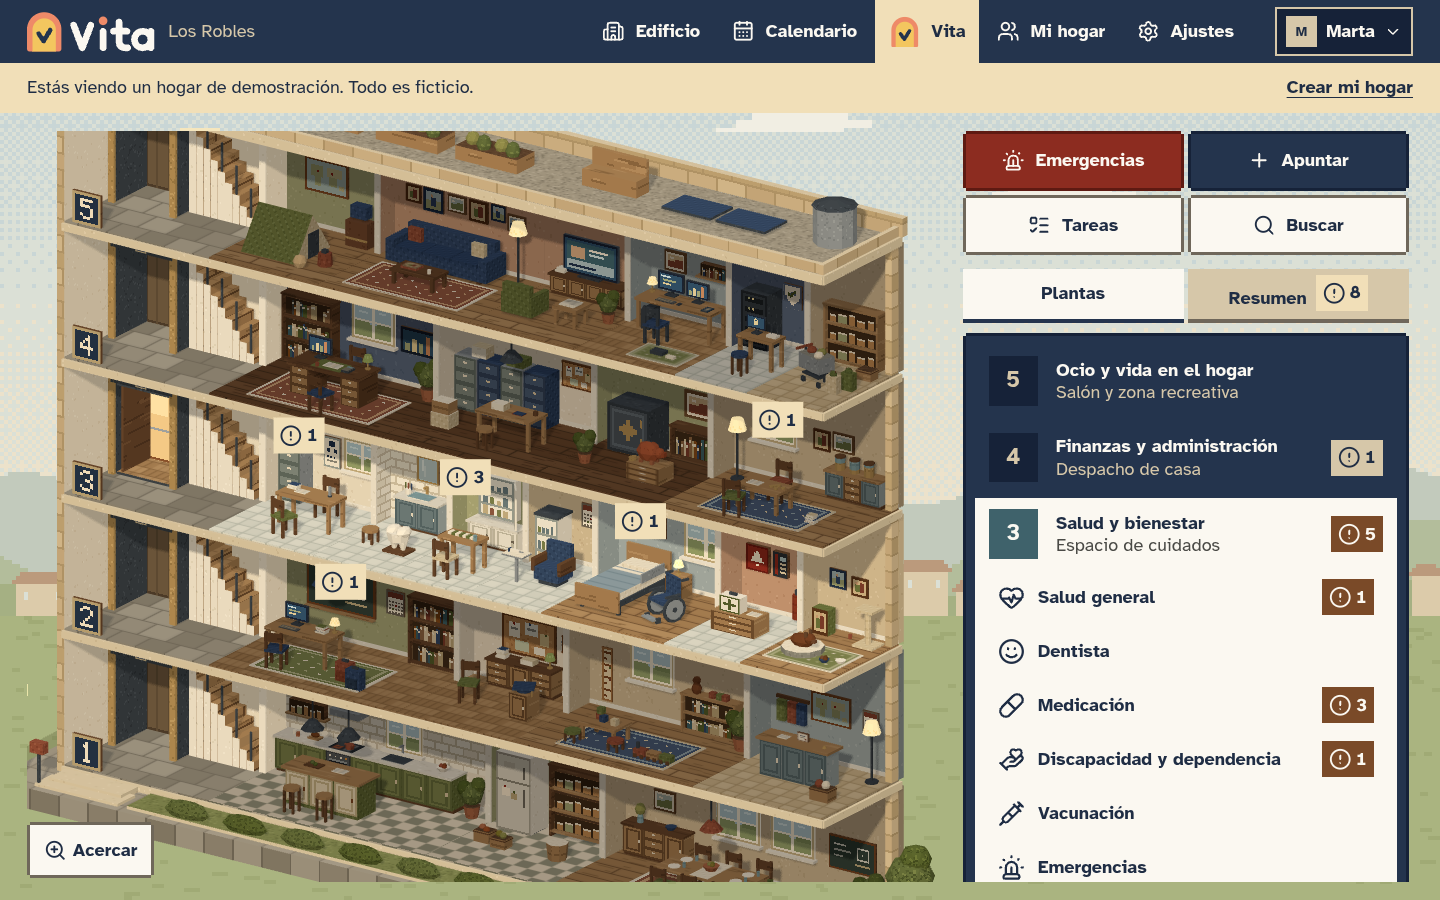 Vita
Los Robles
Edificio
Calendario
Vita
Mi hogar
Ajustes
M
Marta
Estás viendo un hogar de demostración. Todo es ficticio.
Crear mi hogar
5
4
3
2
1
1
1
3
1
1
Acercar
Emergencias
Apuntar
Tareas
Buscar
Plantas
Resumen
8
5
Ocio y vida en el hogar
Salón y zona recreativa
4
Finanzas y administración
Despacho de casa
1
3
Salud y bienestar
Espacio de cuidados
5
Salud general
1
Dentista
Medicación
3
Discapacidad y dependencia
1
Vacunación
Emergencias